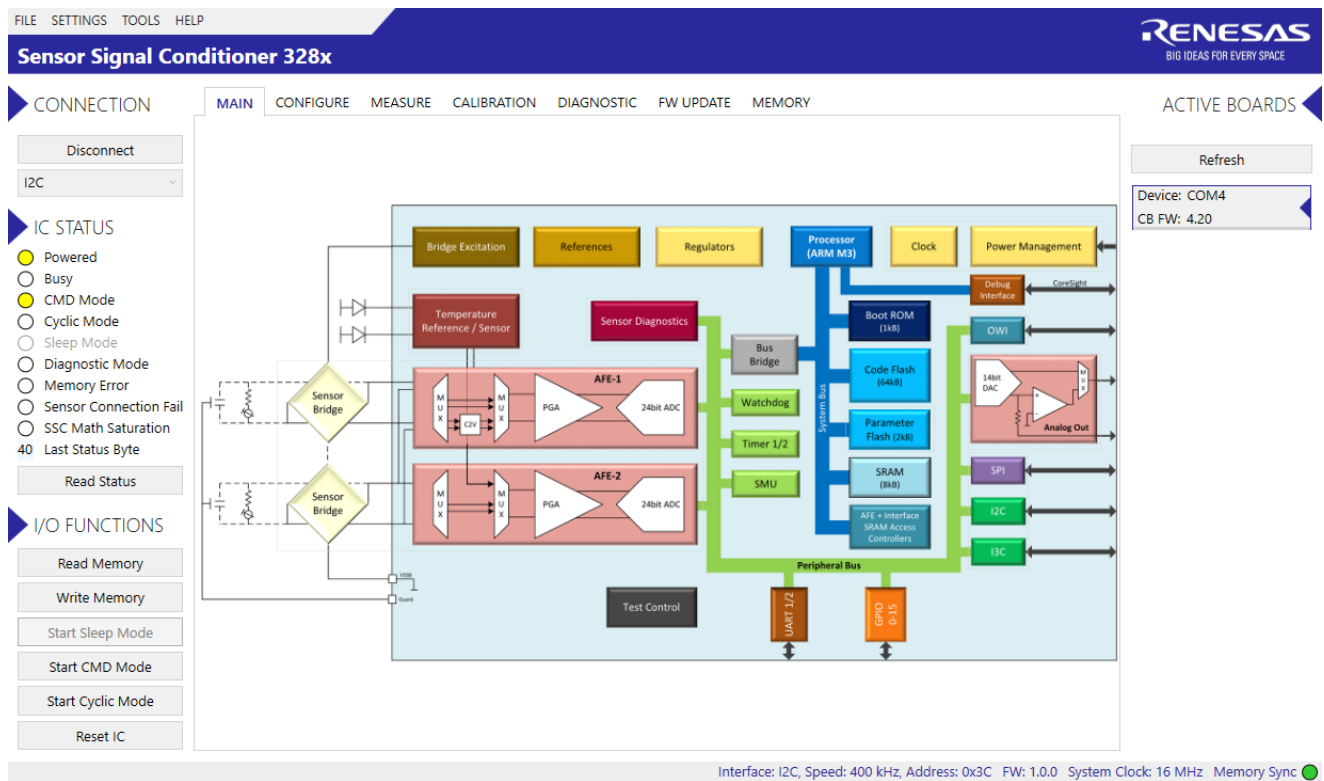 FILE SETTINGS TOOLS HELP
RENESAS
BIG IDEAS FOR EVERY SPACE
Sensor Signal Conditioner 328x
CONNECTION
Disconnect
I2C
IC STATUS
Powered
Busy
CMD Mode
Cyclic Mode
Sleep Mode
Diagnostic Mode
Memory Error
Sensor Connection Fail
SSC Math Saturation
40 Last Status Byte
Read Status
I/O FUNCTIONS
Read Memory
Write Memory
Start Sleep Mode
Start CMD Mode
Start Cyclic Mode
Reset IC
MAIN CONFIGURE MEASURE CALIBRATION DIAGNOSTIC FW UPDATE MEMORY
Bridge Excitation
References
Regulators
Processor
(ARM M3)
Clock
Power Management
Debug
Interface
CoreSight
Temperature
Reference / Sensor
Sensor Diagnostics
Bus
Bridge
Boot ROM
(1kB)
OWI
Sensor
Bridge
AFE-1
MUX
C2V
MUX
PGA
24bit ADC
Watchdog
System Bus
Code Flash
(64kB)
14bit
DAC
MUX
Analog Out
Timer 1/2
Parameter
Flash (2kB)
Sensor
Bridge
AFE-2
MUX
MUX
PGA
24bit ADC
SMU
SRAM
(8kB)
SPI
AFE + Interface
SRAM Access
Controllers
I2C
I3C
Peripheral Bus
VSSB
Guard
Test Control
UART 1/2
GPIO
0-15
ACTIVE BOARDS
Refresh
Device: COM4
CB FW: 4.20
Interface: I2C, Speed: 400 kHz, Address: 0x3C FW: 1.0.0 System Clock: 16 MHz Memory Sync